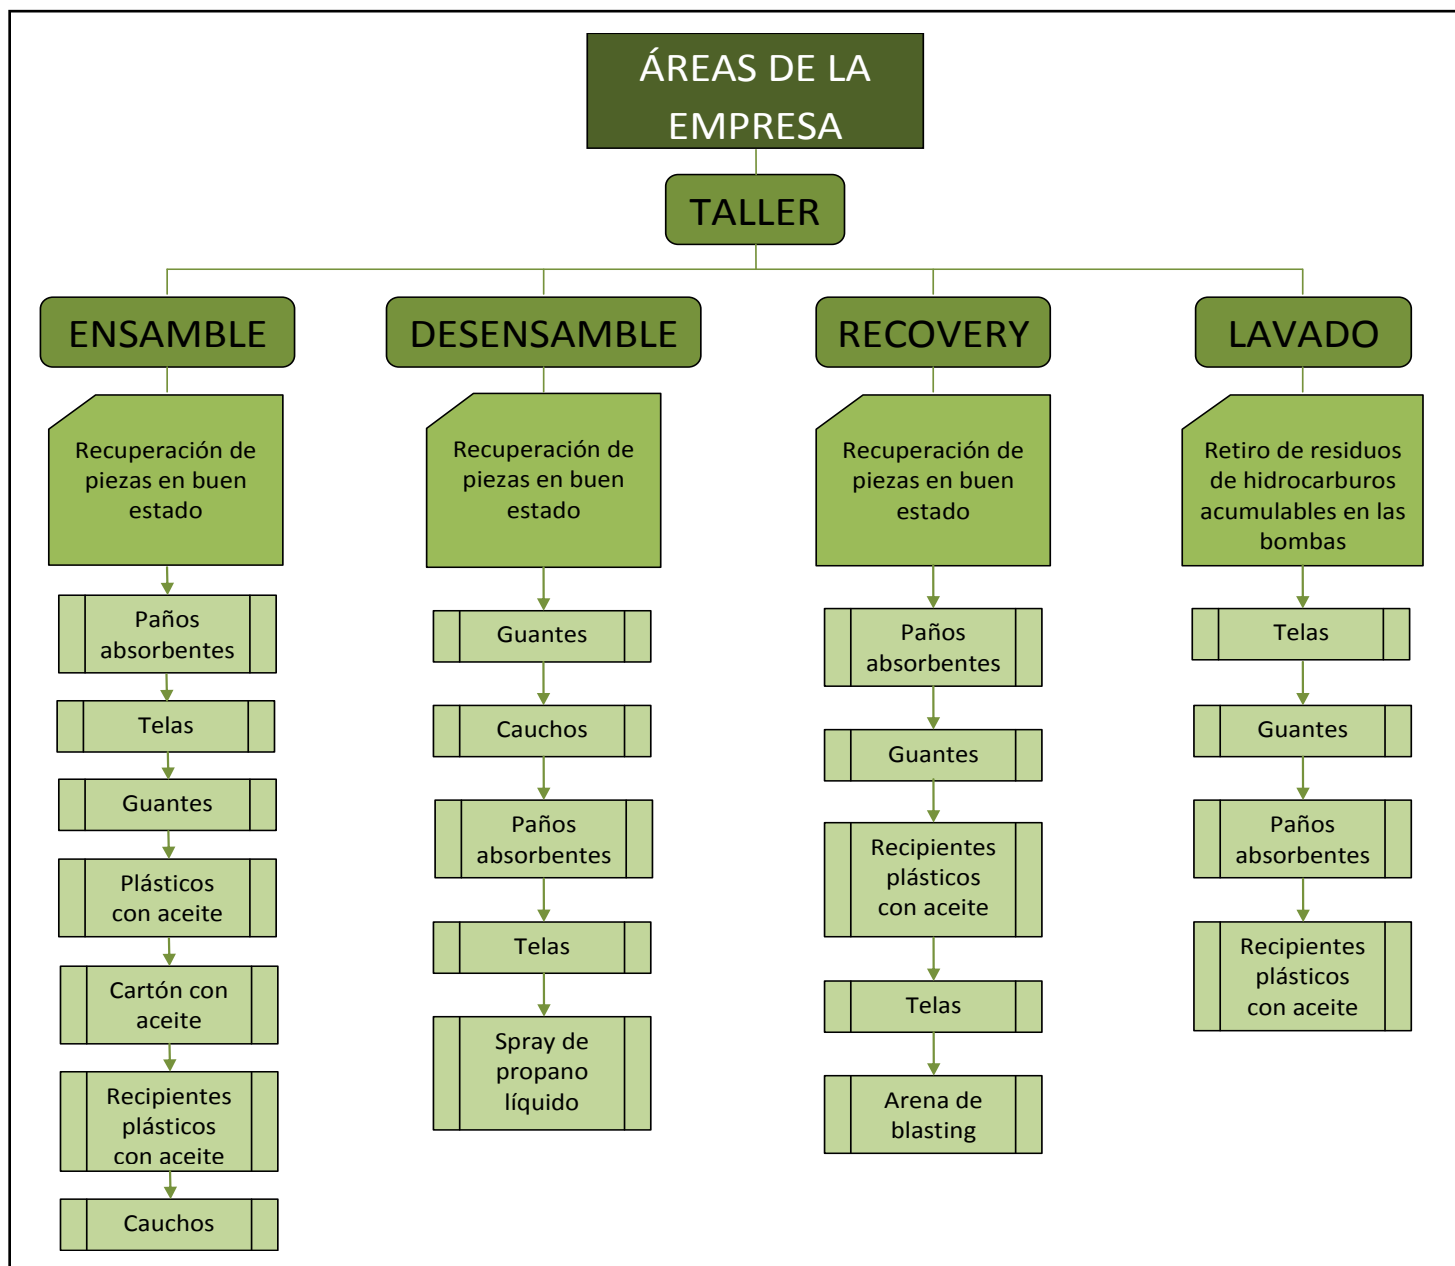 ÁREAS DE LA
EMPRESA
TALLER
ENSAMBLE
Recuperación de
piezas en buen
estado
Paños
absorbentes
Telas
Guantes
Plásticos
con aceite
Cartón con
aceite
Recipientes
plásticos
con aceite
Cauchos
DESENSAMBLE
Recuperación de
piezas en buen
estado
Guantes
Cauchos
Paños
absorbentes
Telas
Spray de
propano
líquido
RECOVERY
Recuperación de
piezas en buen
estado
Paños
absorbentes
Guantes
Recipientes
plásticos
con aceite
Telas
Arena de
blasting
LAVADO
Retiro de residuos
de hidrocarburos
acumulables en las
bombas
Telas
Guantes
Paños
absorbentes
Recipientes
plásticos
con aceite